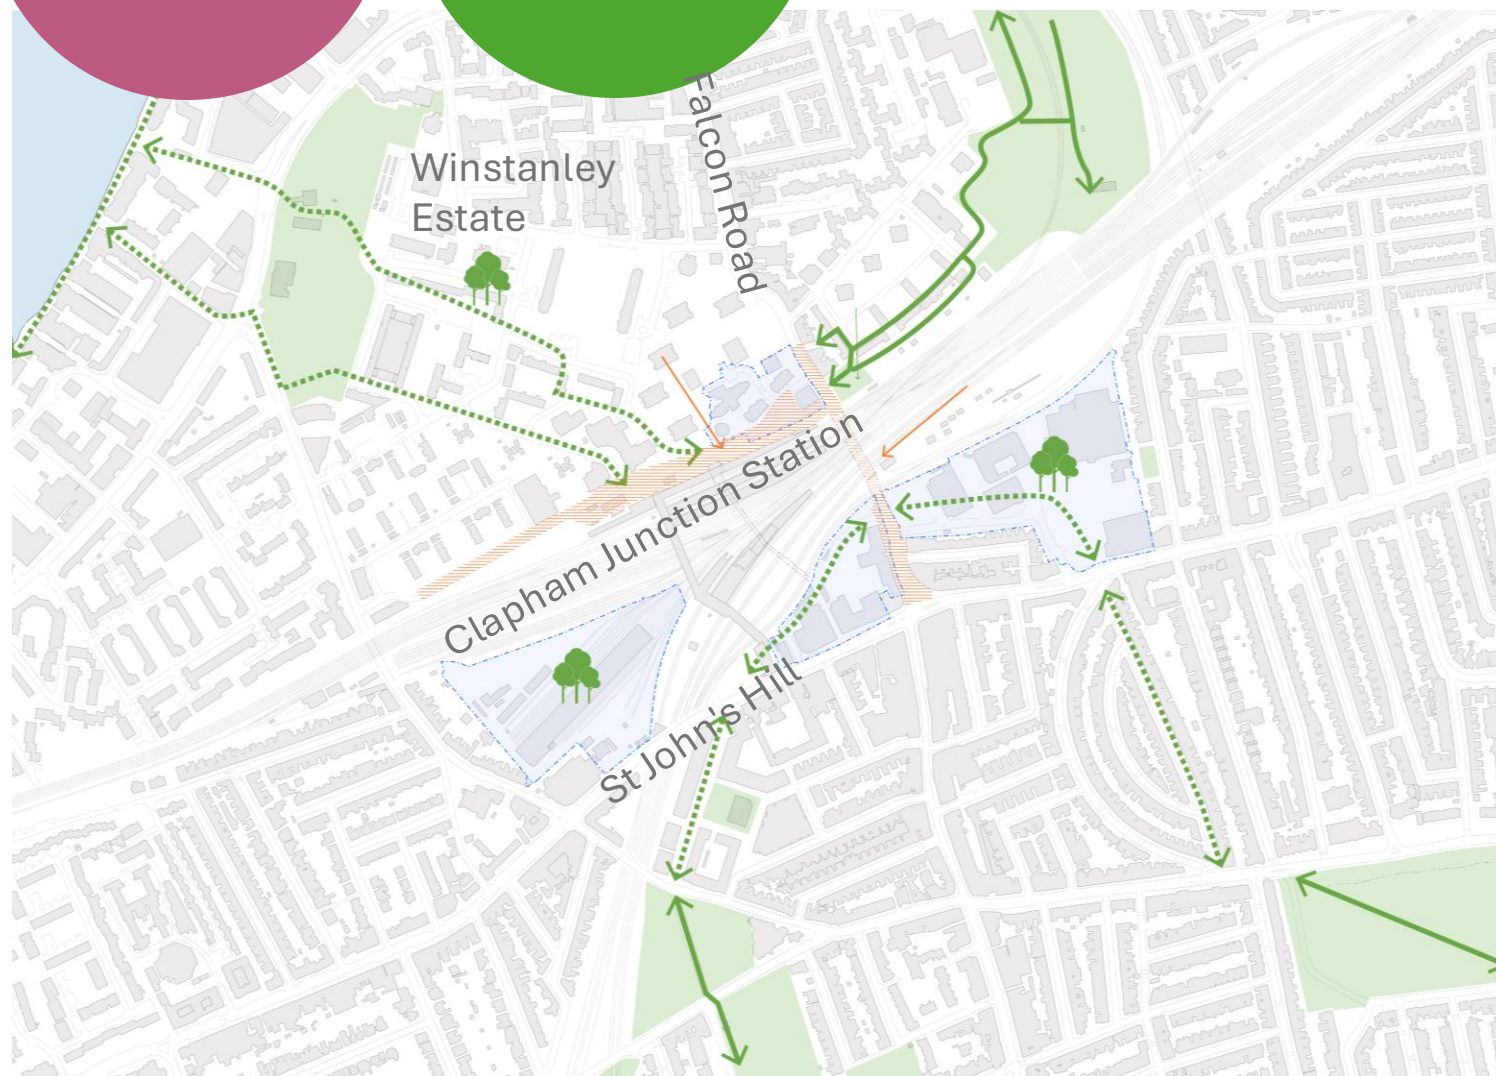 Falcon Road
Winstanley
Estate
Clapham Junction Station
St John's Hill